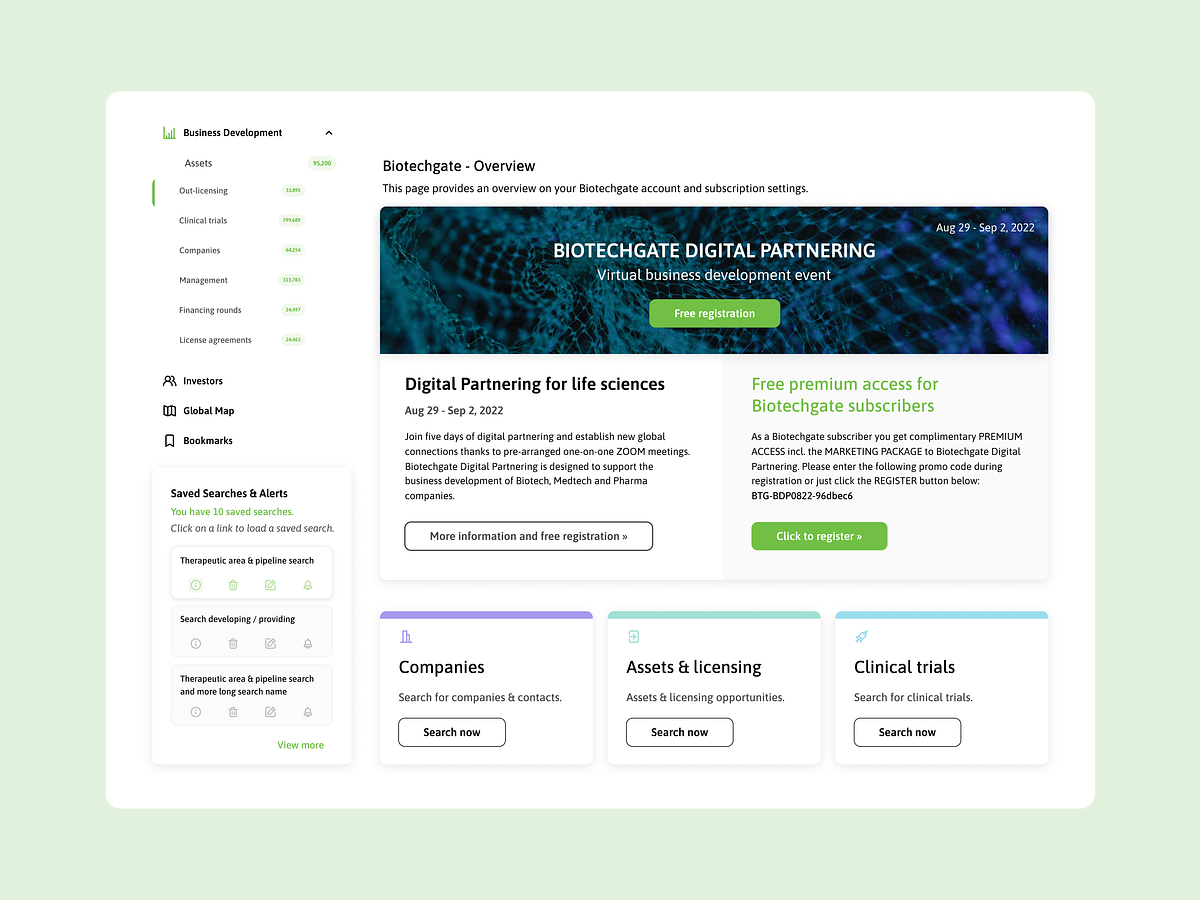 Business Development
Assets 95,200
Out-licensing 33,895
Clinical trials 799,689
Companies 64,254
Management 313,783
Financing rounds 24,497
License agreements 24,463
Investors
Global Map
Bookmarks
Saved Searches & Alerts
You have 10 saved searches.
Click on a link to load a saved search.
Therapeutic area & pipeline search
Search developing / providing
Therapeutic area & pipeline search
and more long search name
View more
Biotechgate - Overview
This page provides an overview on your Biotechgate account and subscription settings.
Aug 29 - Sep 2, 2022
BIOTECHGATE DIGITAL PARTNERING
Virtual business development event
Free registration
Digital Partnering for life sciences
Aug 29 - Sep 2, 2022
Join five days of digital partnering and establish new global
connections thanks to pre-arranged one-on-one ZOOM meetings.
Biotechgate Digital Partnering is designed to support the
business development of Biotech, Medtech and Pharma
companies.
More information and free registration »
Free premium access for
Biotechgate subscribers
As a Biotechgate subscriber you get complimentary PREMIUM
ACCESS incl. the MARKETING PACKAGE to Biotechgate Digital
Partnering. Please enter the following promo code during
registration or just click the REGISTER button below:
BTG-BDP0822-96dbec6
Click to register »
Companies
Search for companies & contacts.
Search now
Assets & licensing
Assets & licensing opportunities.
Search now
Clinical trials
Search for clinical trials.
Search now